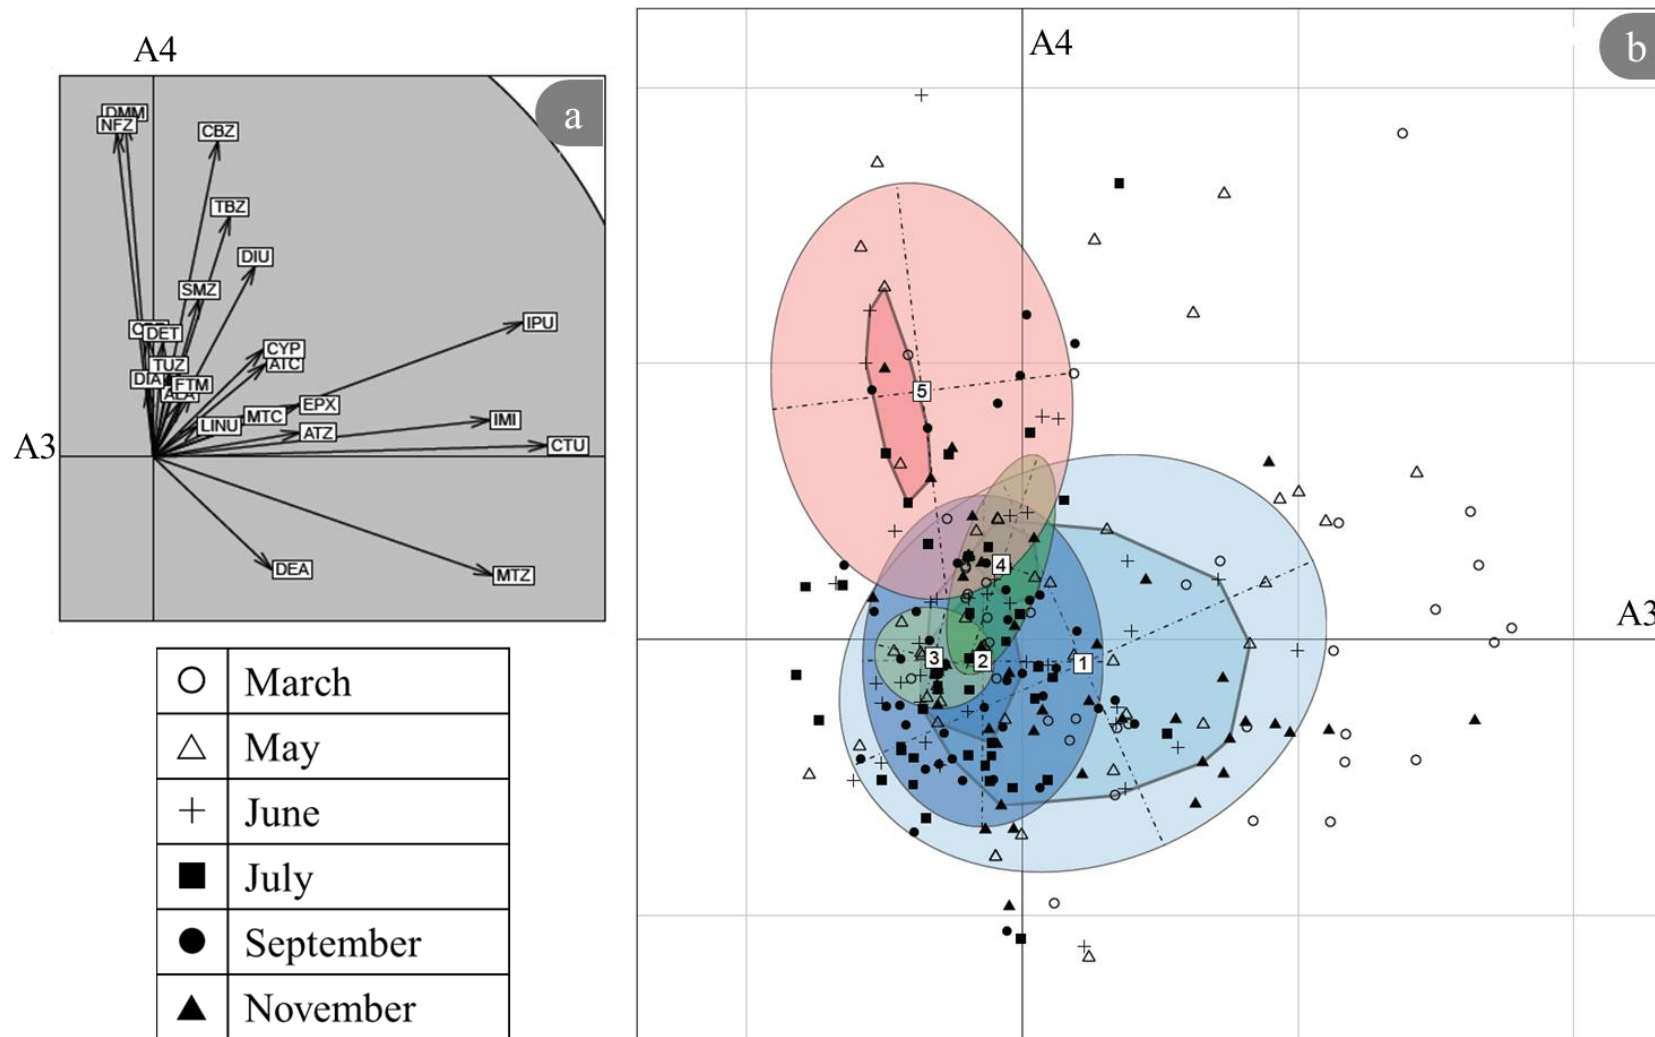 A4
a
DMM
NFZ
CBZ
TBZ
DIU
SMZ
DET
IPU
CYP
ATC
TUZ
DIA
FTM
EPX
MTC
IMI
LINU
ATZ
CTU
A3
DEA
MTZ
March
May
June
July
September
November
A4
b
5
4
A3
3
2
1